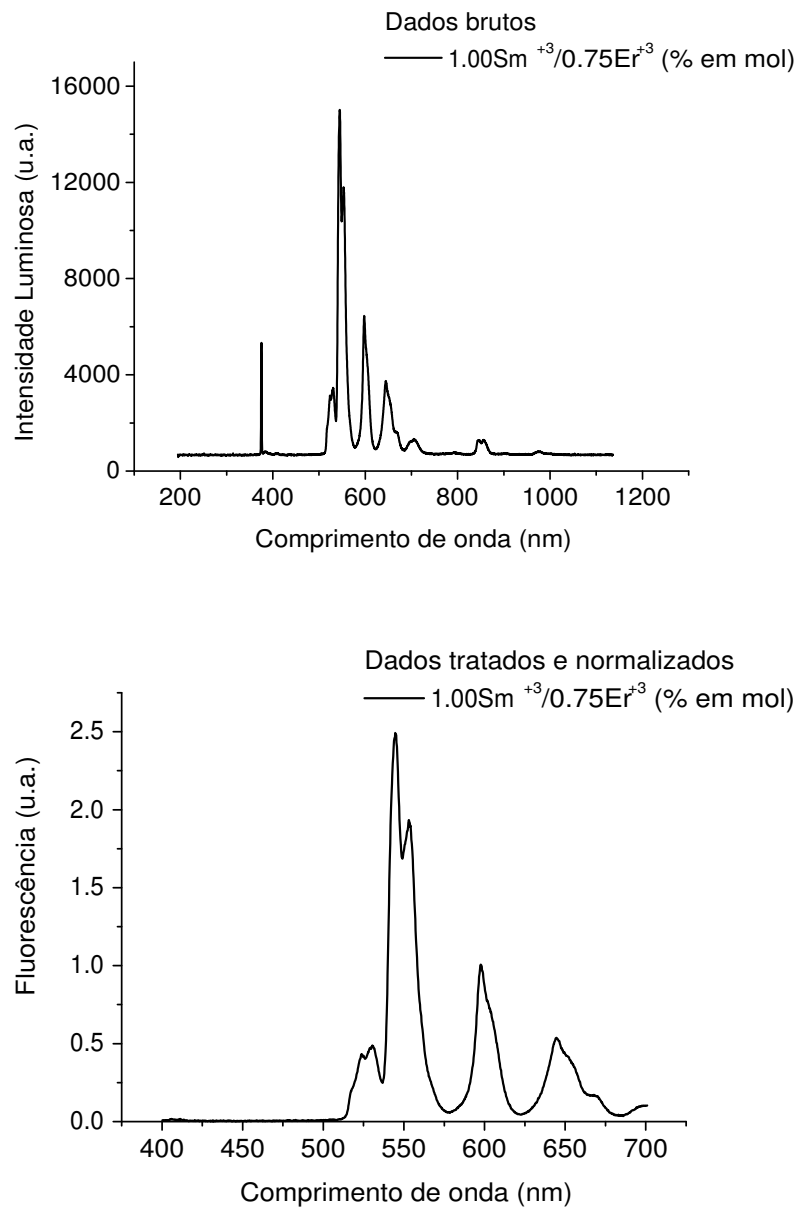 Dados brutos
1.00Sm +3/0.75Er+3 (% em mol)
16000
12000
8000
4000
0
Intensidade Luminosa (u.a.)
200 400 600 800 1000 1200
Comprimento de onda (nm)
Dados tratados e normalizados
1.00Sm +3/0.75Er+3 (% em mol)
2.5
2.0
1.5
1.0
0.5
0.0
Fluorescência (u.a.)
400 450 500 550 600 650 700
Comprimento de onda (nm)